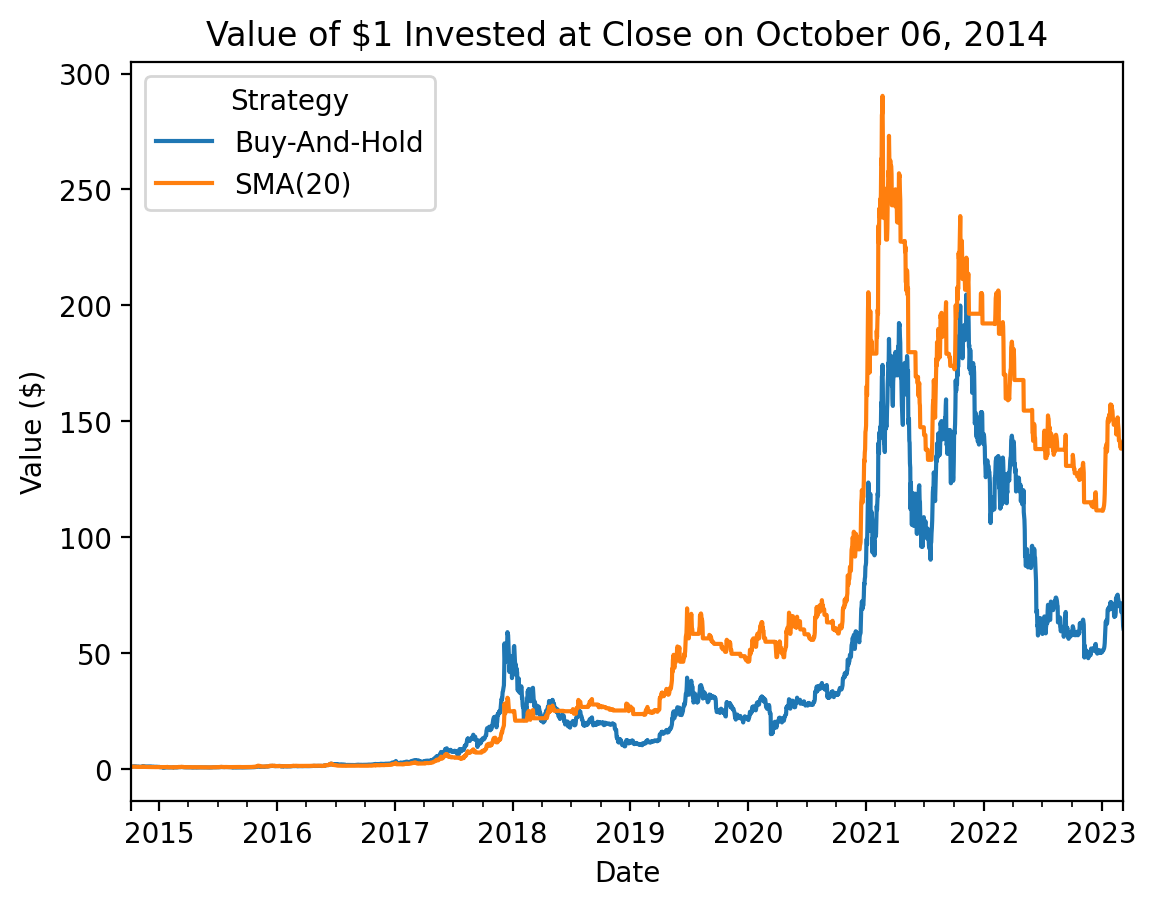 Value of $1 Invested at Close on October 06, 2014
Strategy
Buy-And-Hold
SMA(20)
Value ($)
300
250
200
150
100
50
0
2015 2016 2017 2018 2019 2020 2021 2022 2023
Date